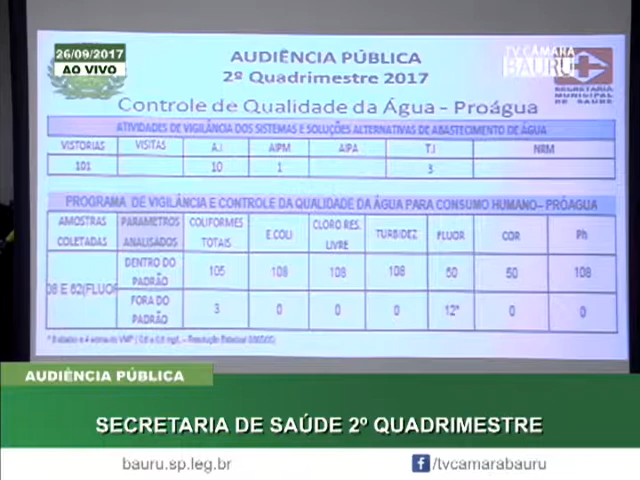 26/09/2017
AO VIVO
AUDIÊNCIA PÚBLICA
2º Quadrimestre 2017
TV CÂMARA
BAURU
SECRETARIA
MUNICIPAL
DE SAÚDE
Controle de Qualidade da Água - Proágua
ATIVIDADES DE VIGILÂNCIA DOS SISTEMAS E SOLUÇÕES ALTERNATIVAS DE ABASTECIMENTO DE ÁGUA
VISTORIAS VISITAS A.I AIPM AIPA T.I NRM
101 10 1 3
PROGRAMA DE VIGILÂNCIA E CONTROLE DA QUALIDADE DA ÁGUA PARA CONSUMO HUMANO– PRÓAGUA
AMOSTRAS COLETADAS PARAMETROS ANALISADOS COLIFORMES TOTAIS E.COLI CLORO RES. LIVRE TURBIDEZ FLUOR COR Ph
08 E 62(FLUOR
DENTRO DO PADRÃO 105 108 108 108 50 50 108
FORA DO PADRÃO 3 0 0 0 12* 0 0
AUDIÊNCIA PÚBLICA
SECRETARIA DE SAÚDE 2º QUADRIMESTRE
bauru.sp.leg.br
/tvcamarabauru